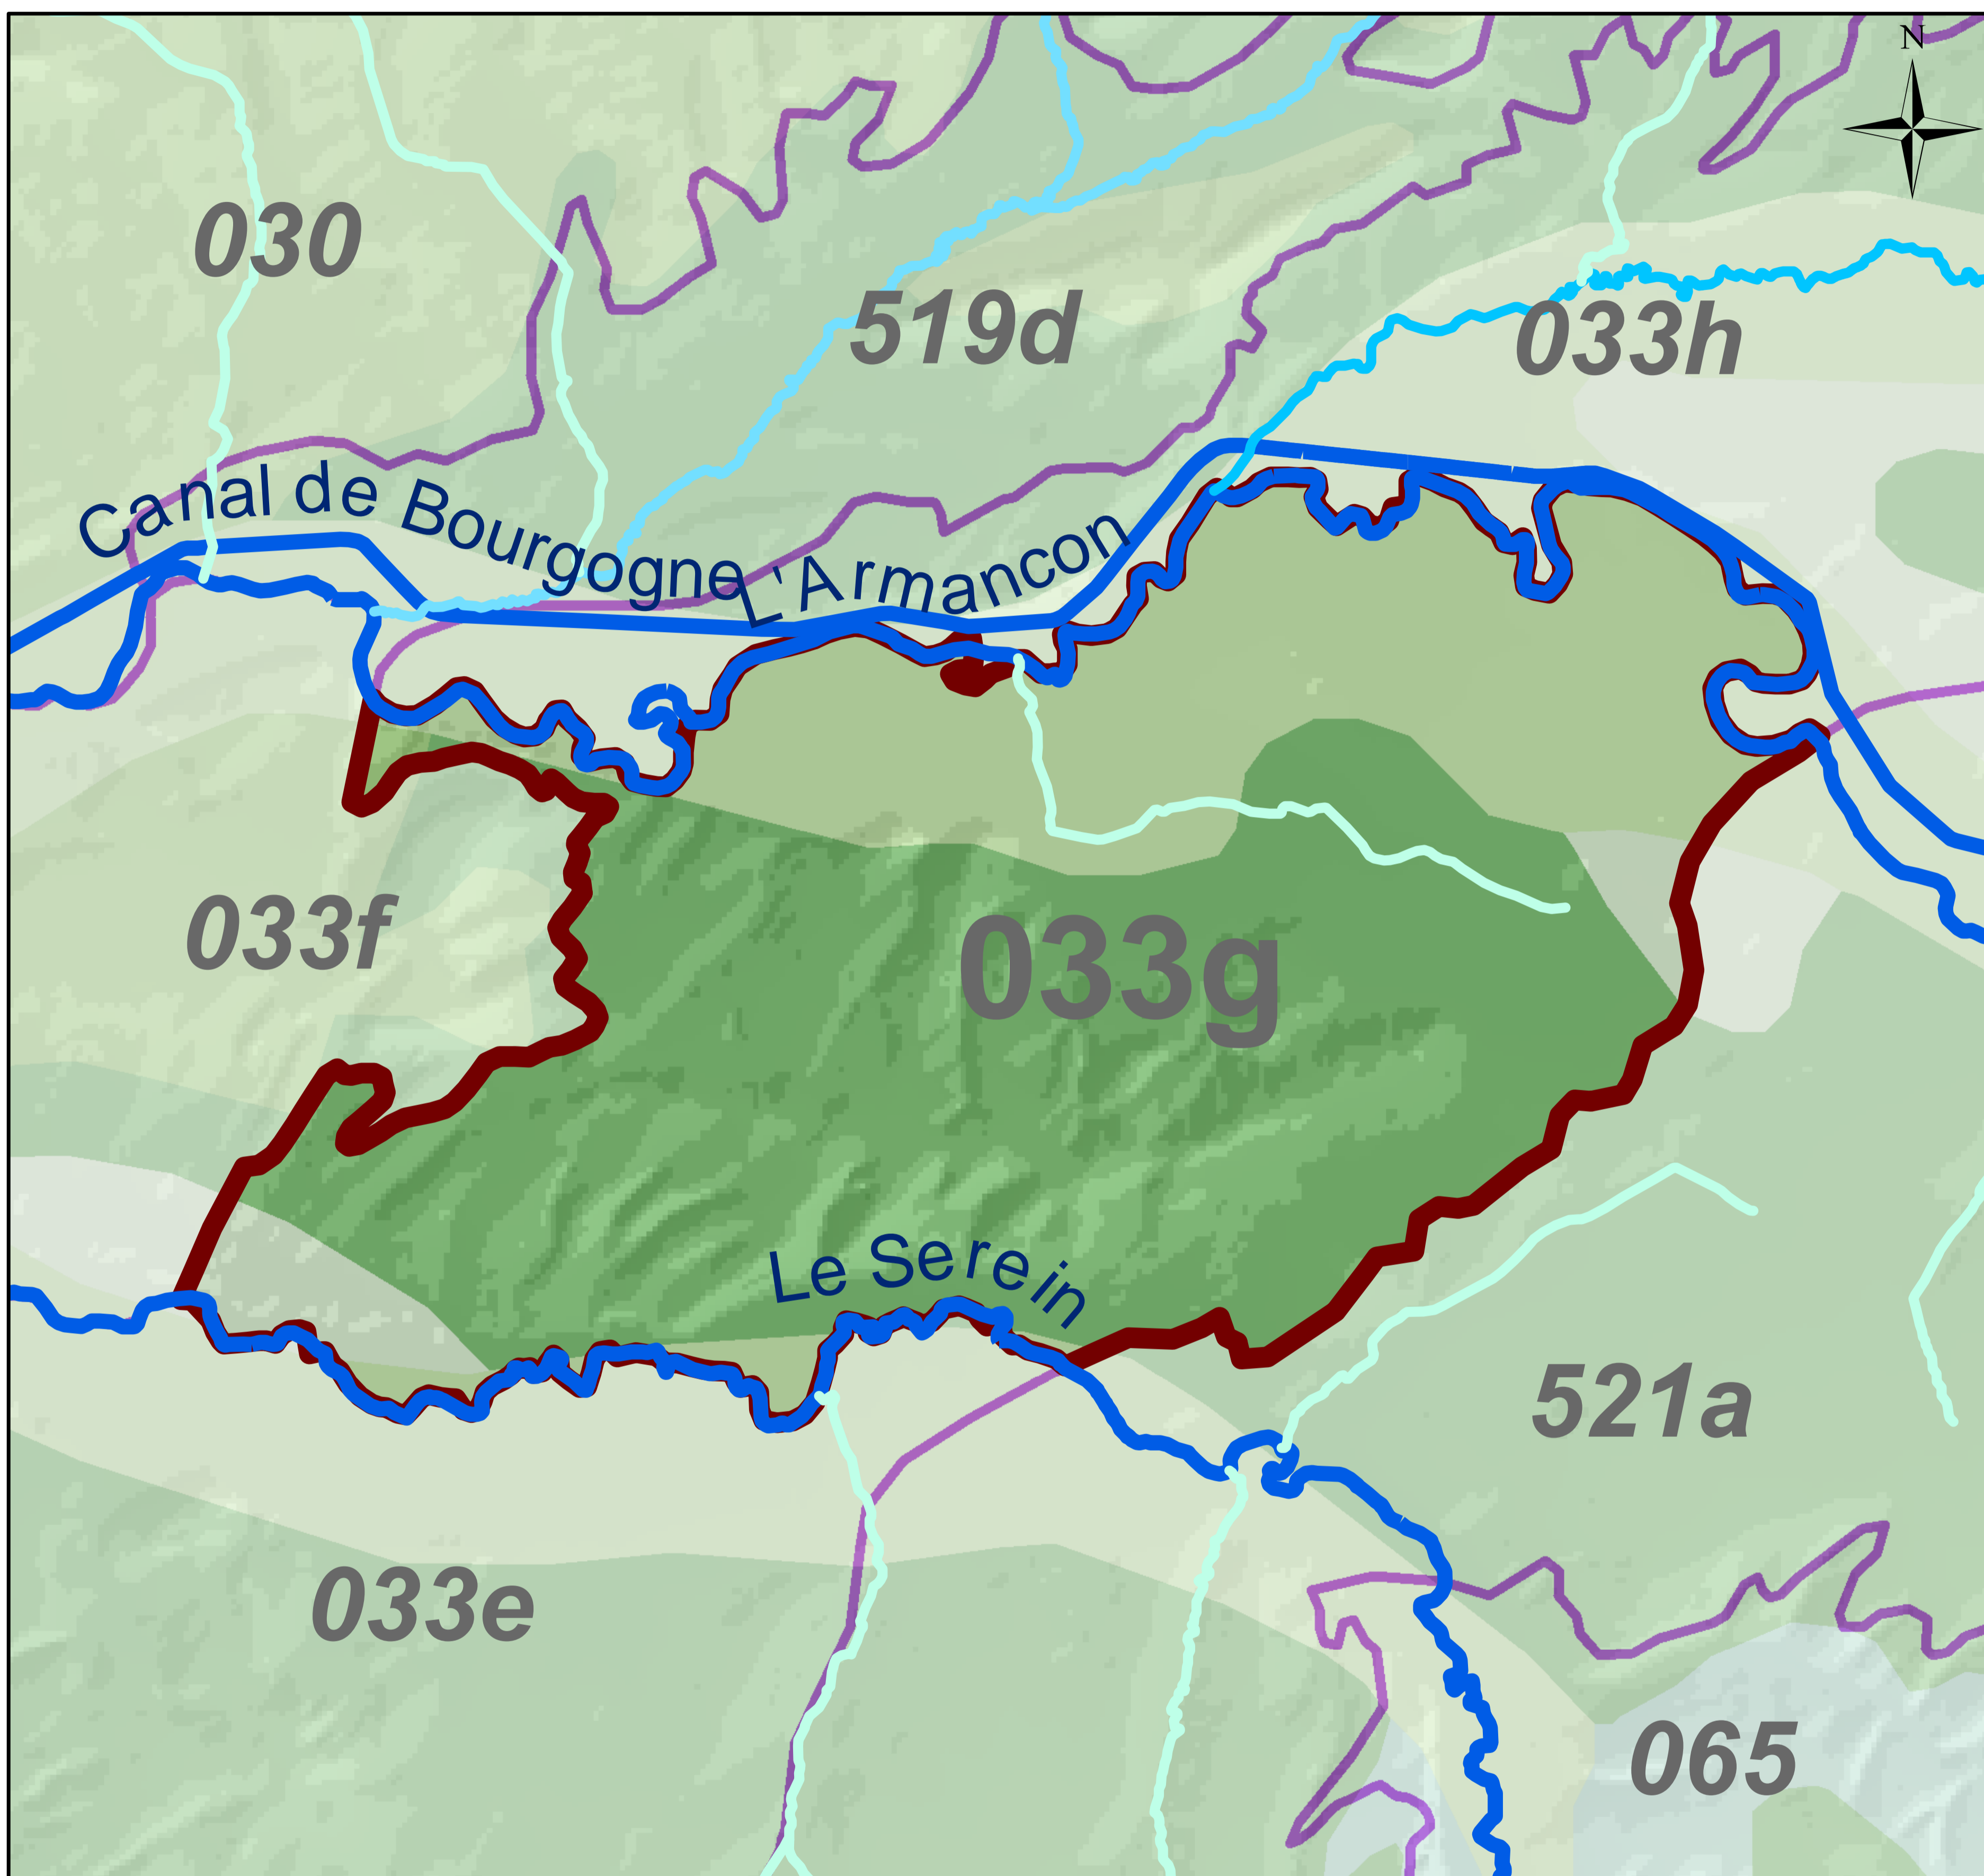 N
030
519d
033h
Canal de Bourgogne
L'Armancon
033f
033g
Le Serein
521a
033e
065